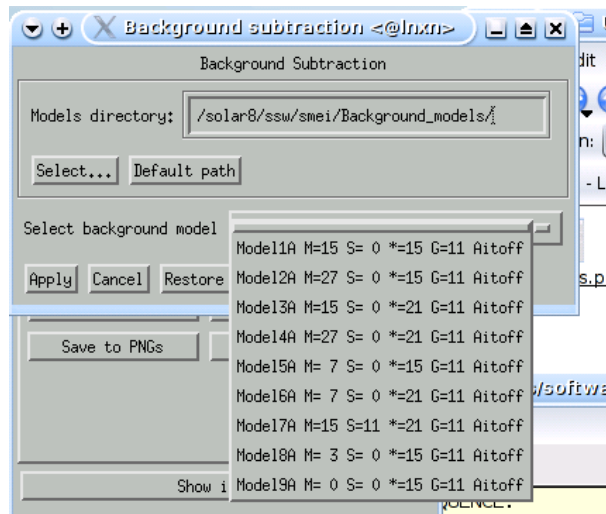 Background subtraction <@lnxn>
Background Subtraction
Models directory: /solar8/ssw/smei/Background_models/
Select... Default path
Select background model
Model1A M=15 S= 0 *=15 G=11 Aitoff
Model2A M=27 S= 0 *=15 G=11 Aitoff
Model3A M=15 S= 0 *=21 G=11 Aitoff
Model4A M=27 S= 0 *=21 G=11 Aitoff
Model5A M= 7 S= 0 *=15 G=11 Aitoff
Model6A M= 7 S= 0 *=21 G=11 Aitoff
Model7A M=15 S=11 *=21 G=11 Aitoff
Model8A M= 3 S= 0 *=15 G=11 Aitoff
Model9A M= 0 S= 0 *=15 G=11 Aitoff
Apply Cancel Restore
Save to PNGs
Show i
dit
n:
- L
s.p
s/softwa